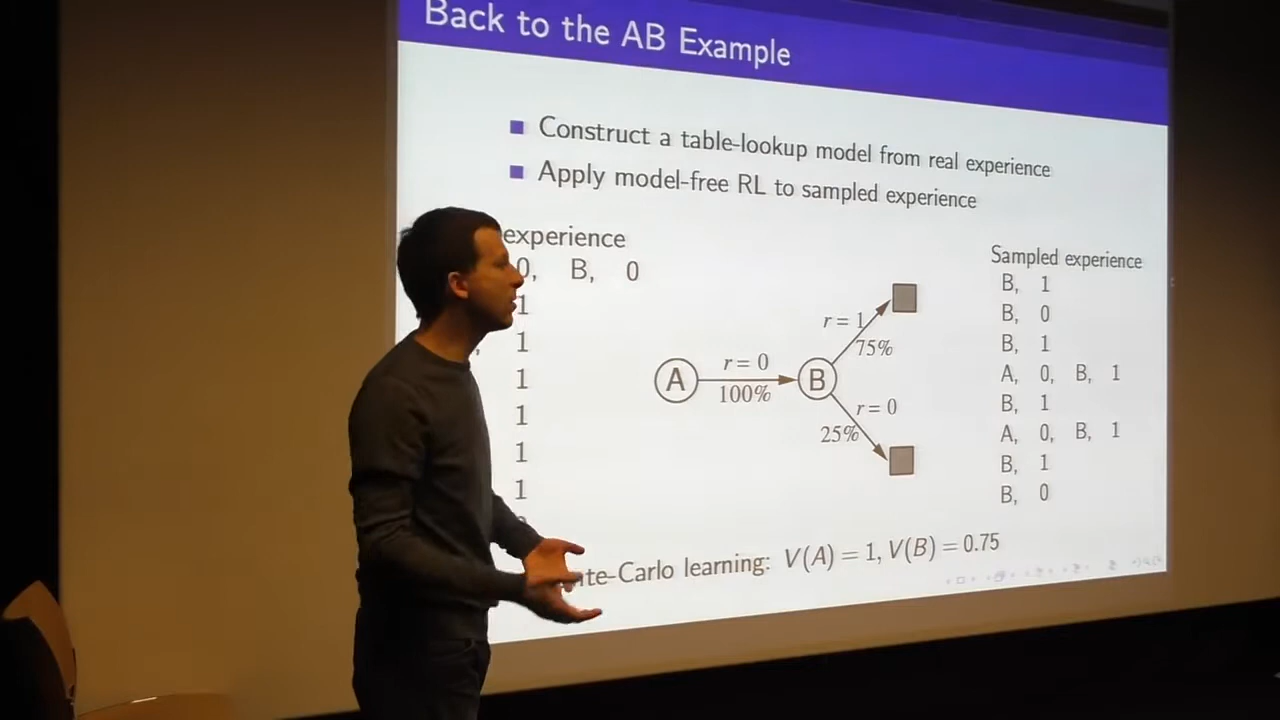 Back to the AB Example
Construct a table-lookup model from real experience
Apply model-free RL to sampled experience
experience
0, B, 0
1
1
1
1
1
1
A
r = 0
100%
B
r = 1
75%
r = 0
25%
Sampled experience
B, 1
B, 0
B, 1
A, 0, B, 1
B, 1
A, 0, B, 1
B, 1
B, 0
te-Carlo learning: V(A) = 1, V(B) = 0.75